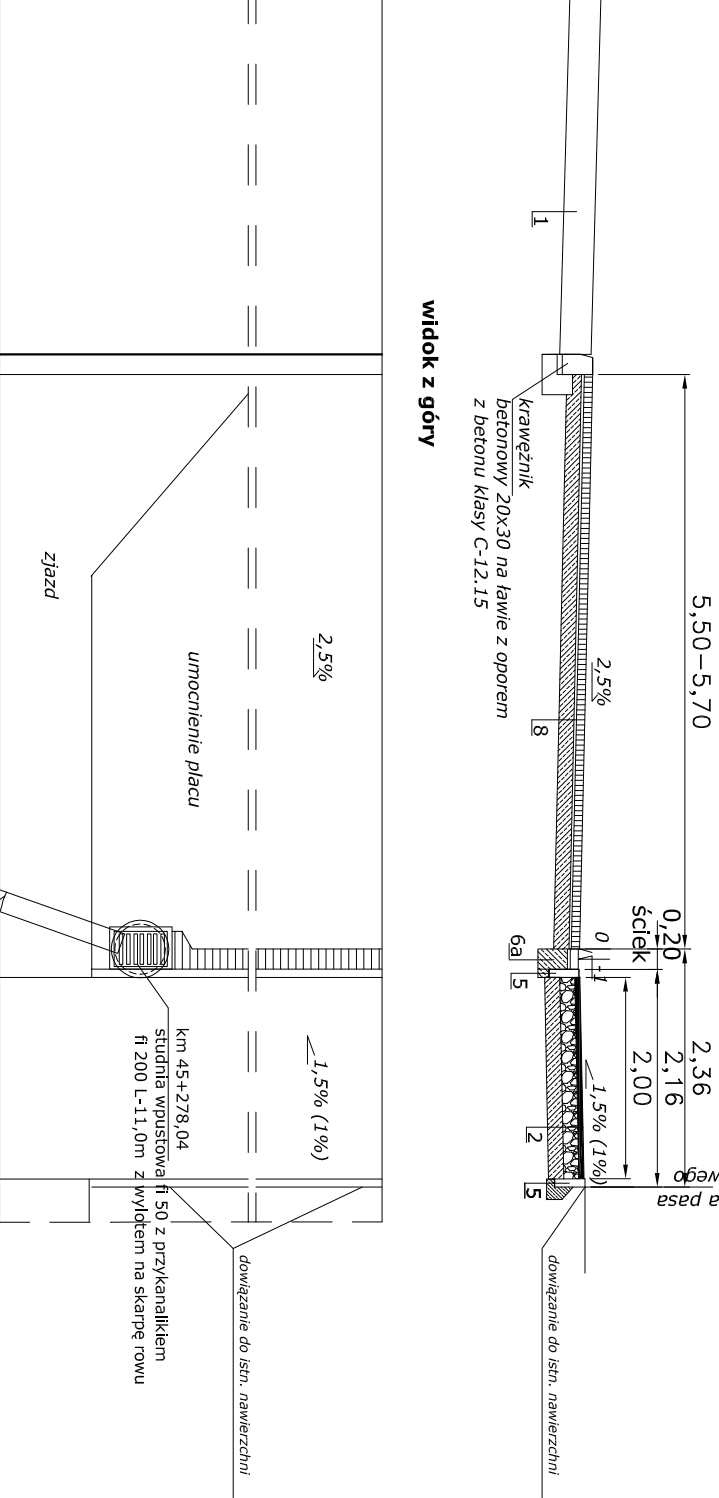 5,50-5,70
0,20
ściek
2,36
2,16
2,00
2,5%
1,5% (1%)
1
8
0
-1
6a
5
2
5
a pasa
wego
krawężnik
betonowy 20x30 na ławie z oporem
z betonu klasy C-12.15
dowiązanie do istn. nawierzchni
widok z góry
2,5%
umocnienie placu
zjazd
1,5% (1%)
km 45+278,04
studnia wpustowa fi 50 z przykanalikiem
fi 200 L-11,0m z wylotem na skarpę rowu
dowiązanie do istn. nawierzchni